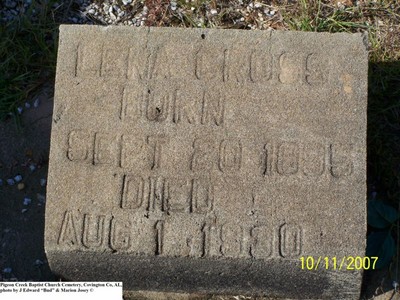 LENA CROSS
BORN
SEPT 20 1895
DIED
AUG 1 1930
10/11/2007
Pigeon Creek Baptist Church Cemetery, Covington Co. AL,
photo by J Edward "Bud" & Marion Josey ©